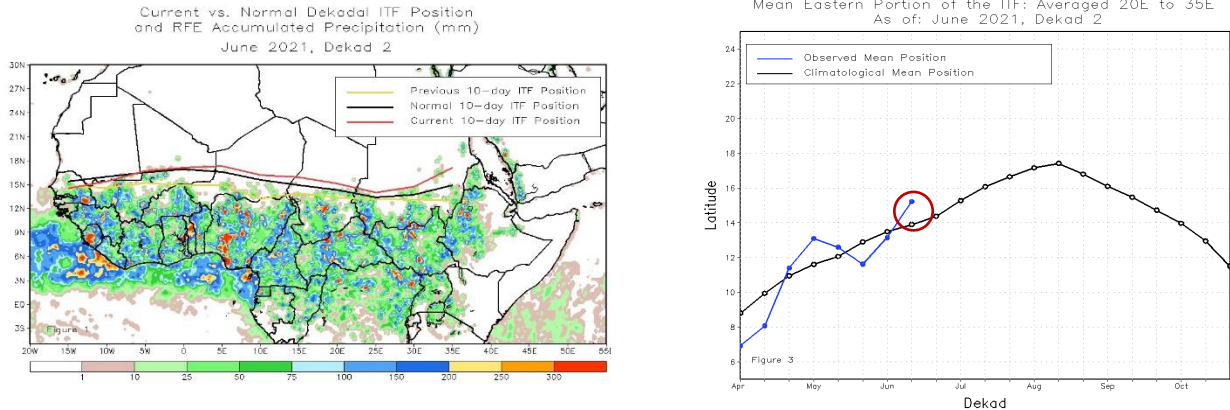 Current vs. Normal Dekadal ITF Position
and RFE Accumulated Precipitation (mm)
June 2021, Dekad 2
30N
27N
24N
21N
18N
15N
12N
9N
6N
3N
EQ
3S
Previous 10-day ITF Position
Normal 10-day ITF Position
Current 10-day ITF Position
Figure 1
20W 15W 10W 5W 0 5E 10E 15E 20E 25E 30E 35E 40E 45E 50E 55E
1 10 25 50 75 100 150 200 250 300
Mean Eastern Portion of the ITF: Averaged 20E to 35E
As of: June 2021, Dekad 2
Observed Mean Position
Climatological Mean Position
Latitude
24
22
20
18
16
14
12
10
8
6
Figure 3
Apr May Jun Jul Aug Sep Oct
Dekad